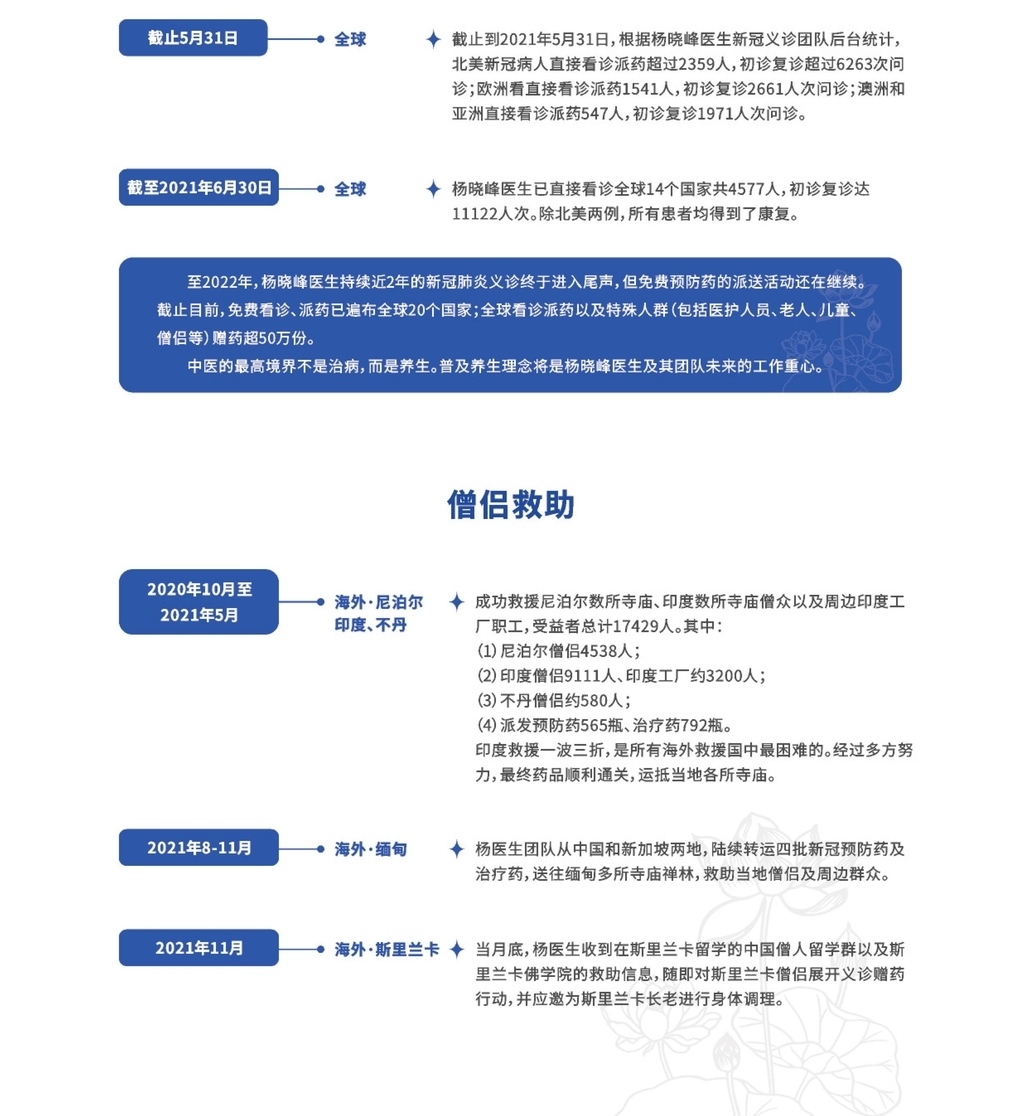 截止5月31日
全球
截止到2021年5月31日，根据杨晓峰医生新冠义诊团队后台统计，
北美新冠病人直接看诊派药超过2359人，初诊复诊超过6263次问
诊；欧洲看直接看诊派药1541人，初诊复诊2661人次问诊；澳洲和
亚洲直接看诊派药547人，初诊复诊1971人次问诊。
截至2021年6月30日
全球
杨晓峰医生已直接看诊全球14个国家共4577人，初诊复诊达
11122人次。除北美两例，所有患者均得到了康复。
至2022年，杨晓峰医生持续近2年的新冠肺炎义诊终于进入尾声，但免费预防药的派送活动还在继续。
截止目前，免费看诊、派药已遍布全球20个国家；全球看诊派药以及特殊人群（包括医护人员、老人、儿童、
僧侣等）赠药超50万份。
中医的最高境界不是治病，而是养生。普及养生理念将是杨晓峰医生及其团队未来的工作重心。
僧侣救助
2020年10月至
2021年5月
海外·尼泊尔
印度、不丹
成功救援尼泊尔数所寺庙、印度数所寺庙僧众以及周边印度工
厂职工，受益者总计17429人。其中：
（1）尼泊尔僧侣4538人；
（2）印度僧侣9111人、印度工厂约3200人；
（3）不丹僧侣约580人；
（4）派发预防药565瓶、治疗药792瓶。
印度救援一波三折，是所有海外救援国中最困难的。经过多方努
力，最终药品顺利通关，运抵当地各所寺庙。
2021年8-11月
海外·缅甸
杨医生团队从中国和新加坡两地，陆续转运四批新冠预防药及
治疗药，送往缅甸多所寺庙禅林，救助当地僧侣及周边群众。
2021年11月
海外·斯里兰卡
当月底，杨医生收到在斯里兰卡留学的中国僧人留学群以及斯
里兰卡佛学院的救助信息，随即对斯里兰卡僧侣展开义诊赠药
行动，并应邀为斯里兰卡长老进行身体调理。